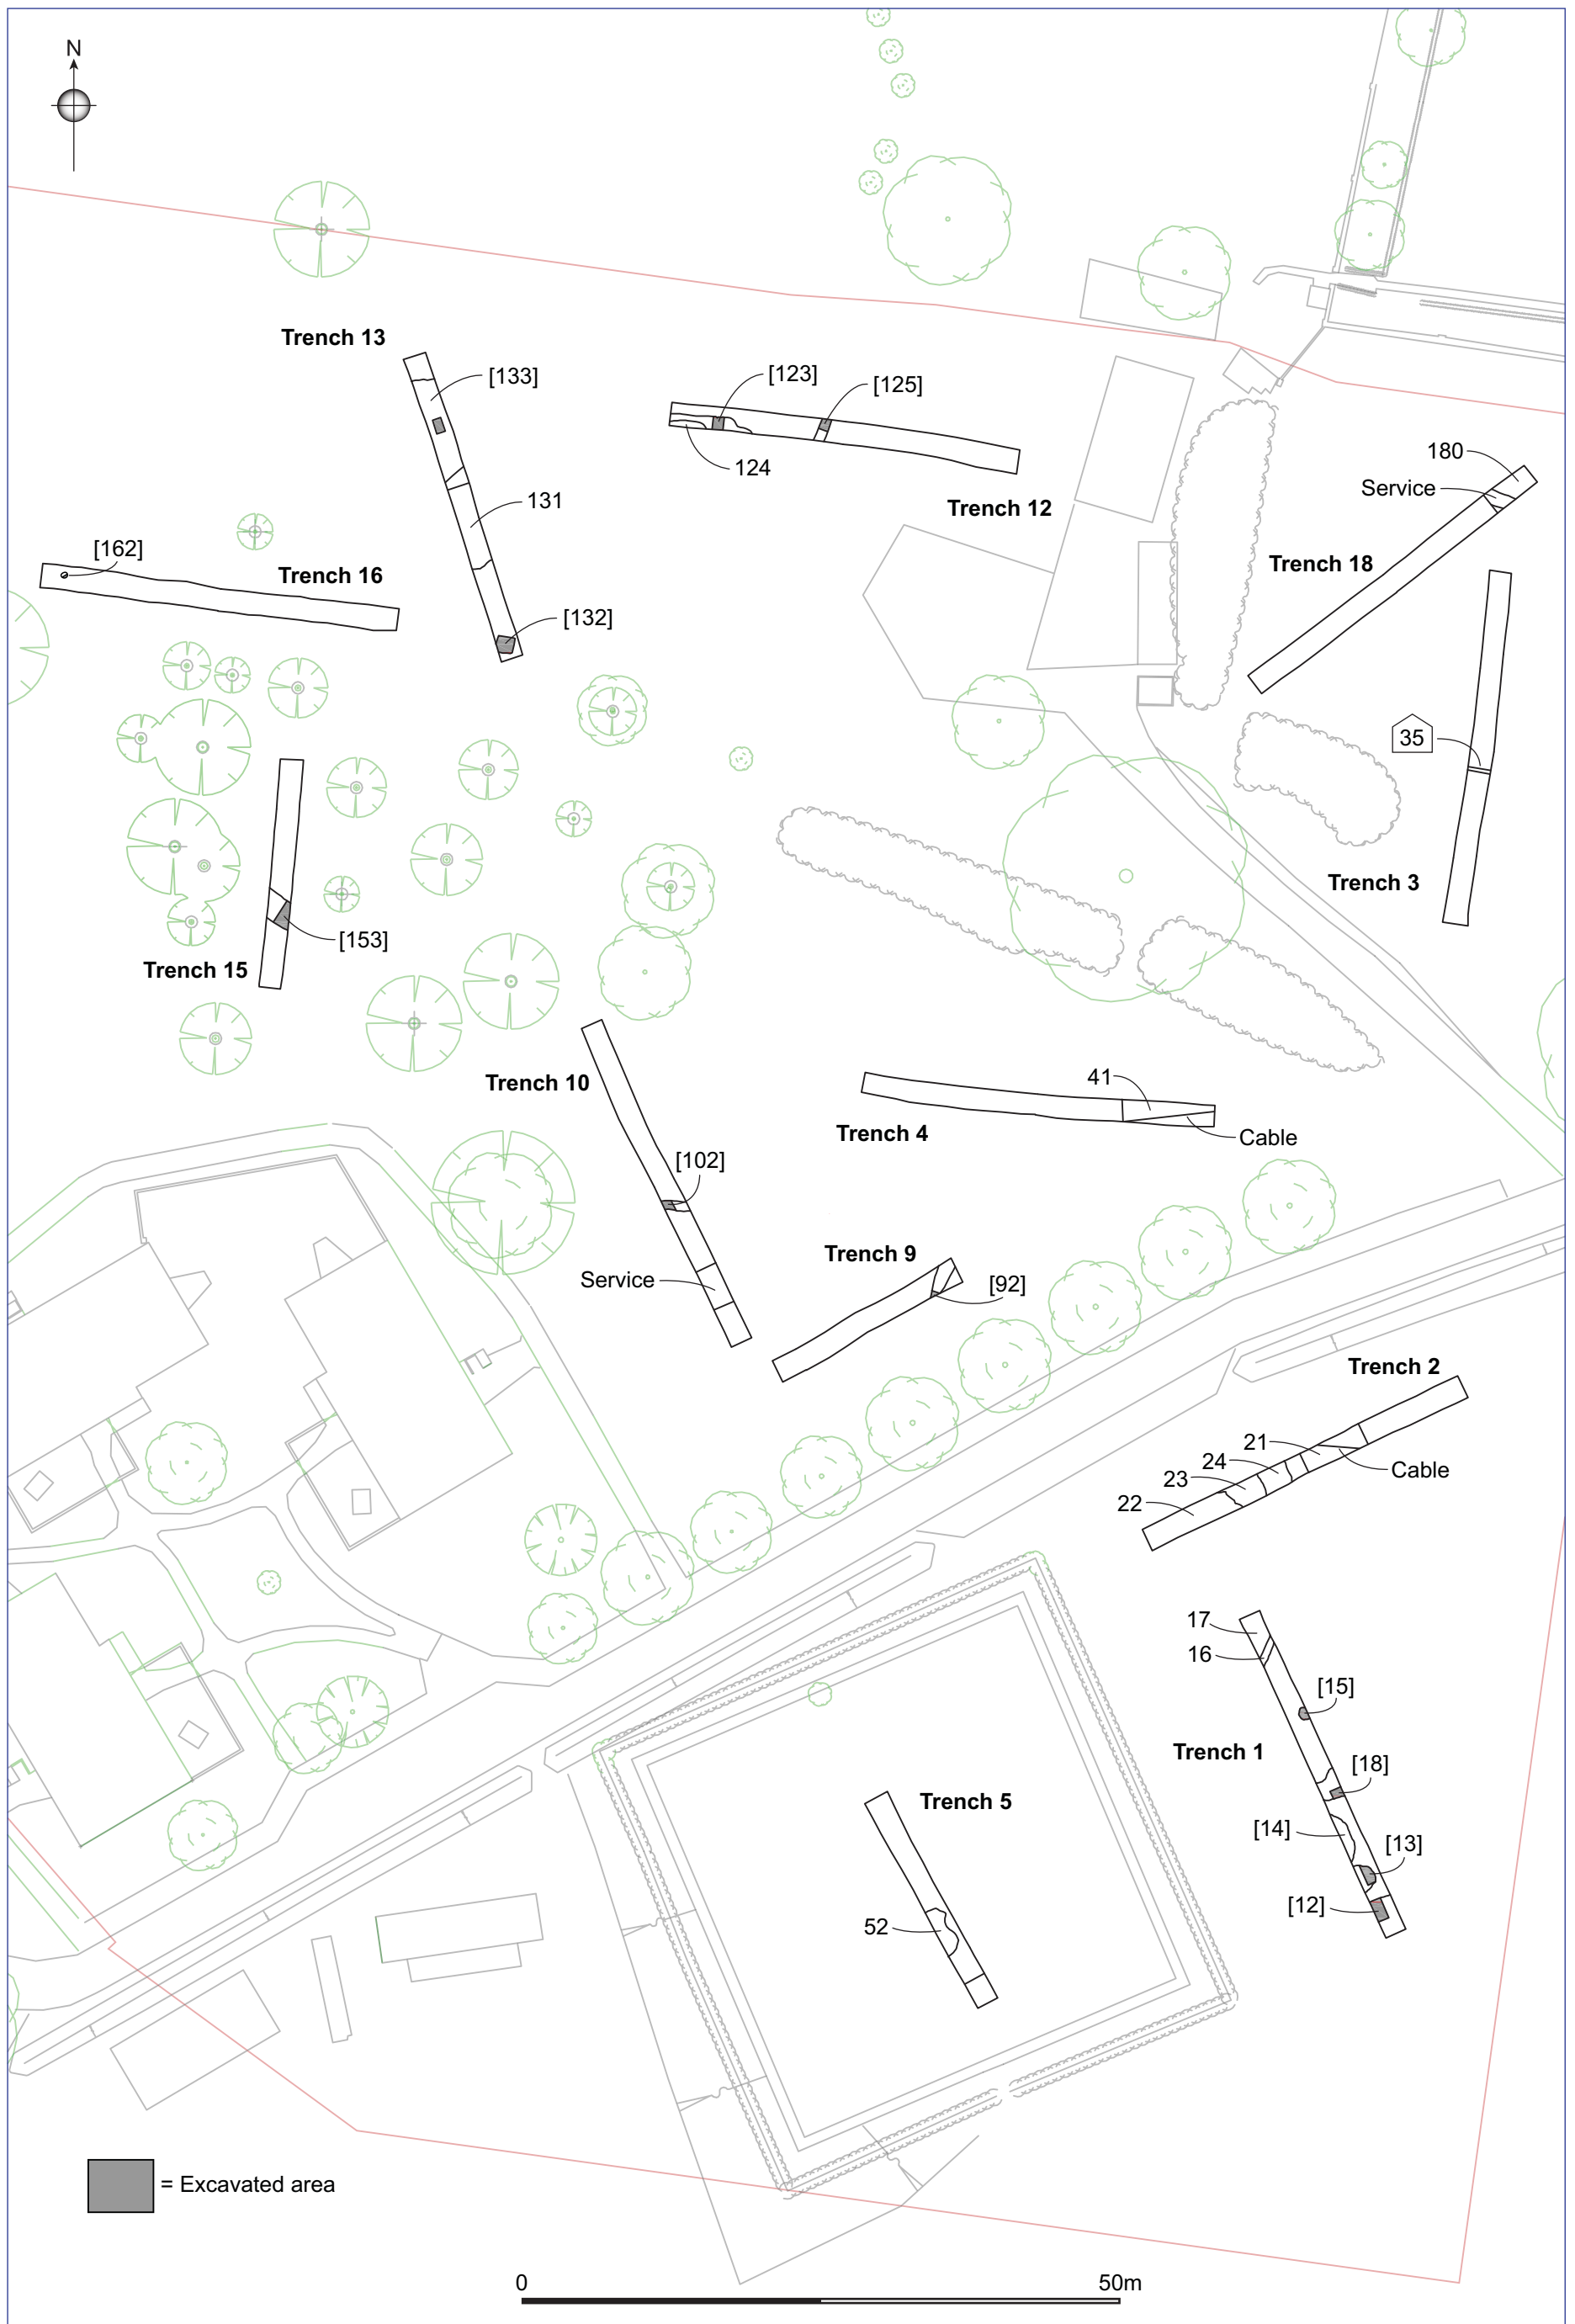 N
Trench 13
[133]
[123]
[125]
124
180
Service
131
Trench 12
[162]
Trench 16
Trench 18
[132]
35
Trench 3
[153]
Trench 15
Trench 10
41
Trench 4
Cable
[102]
Trench 9
Service
[92]
Trench 2
21
24
Cable
23
22
17
16
[15]
Trench 1
[18]
Trench 5
[14]
[13]
[12]
52
= Excavated area
0 50m